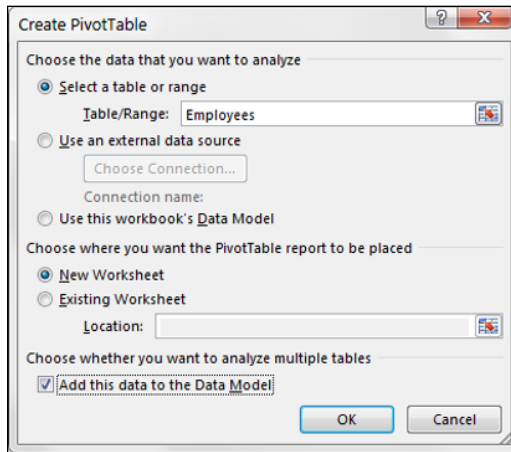 Create PivotTable
Choose the data that you want to analyze
Select a table or range
Table/Range: Employees
Use an external data source
Choose Connection...
Connection name:
Use this workbook's Data Model
Choose where you want the PivotTable report to be placed
New Worksheet
Existing Worksheet
Location:
Choose whether you want to analyze multiple tables
Add this data to the Data Model
OK Cancel